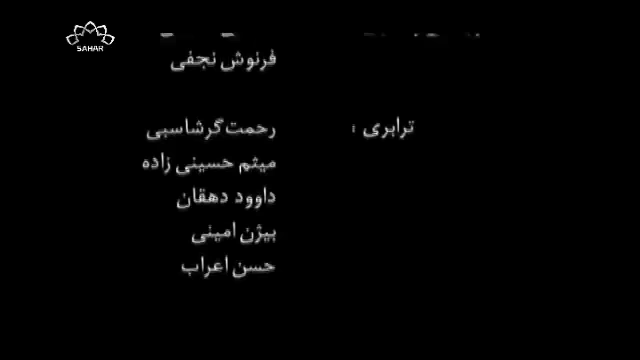 SAHAR
فرنوش نجفی
ترابری : رحمت گرشاسبی
میثم حسینی زاده
داوود دهقان
بیژن امینی
حسن اعراب